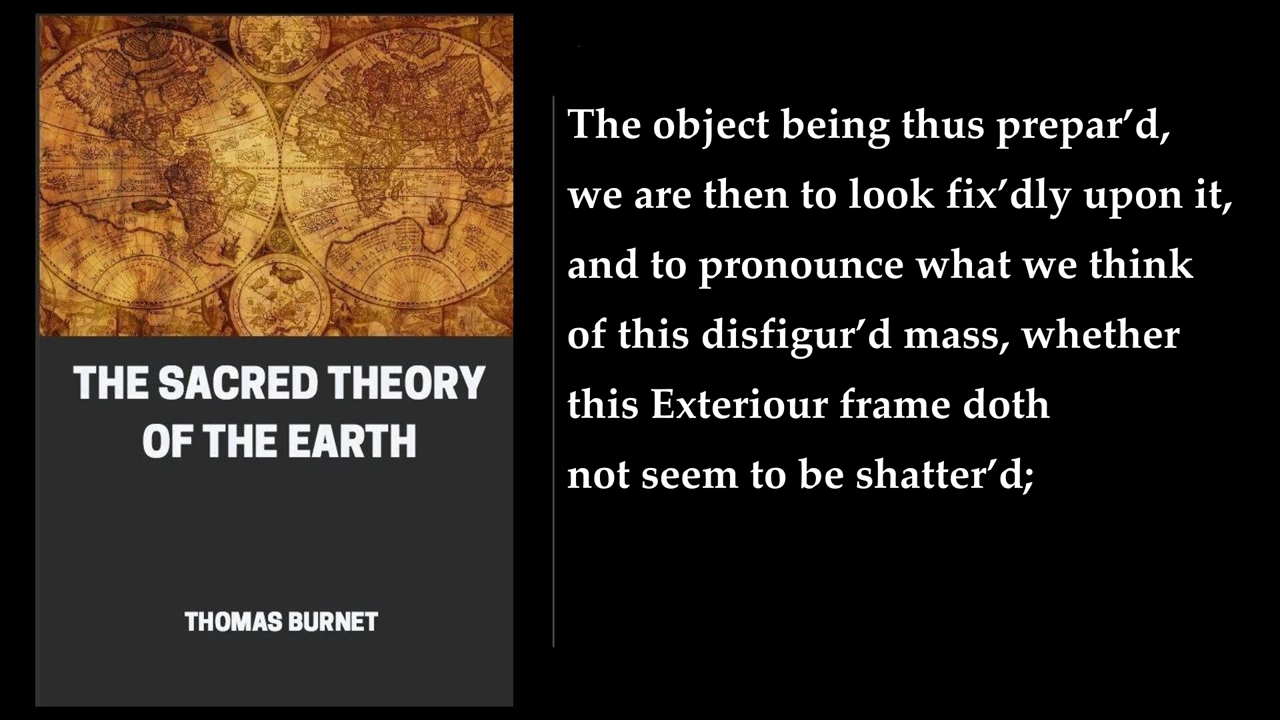 THE SACRED THEORY
OF THE EARTH
THOMAS BURNET
The object being thus prepar’d,
we are then to look fix’dly upon it,
and to pronounce what we think
of this disfigur’d mass, whether
this Exteriour frame doth
not seem to be shatter’d;